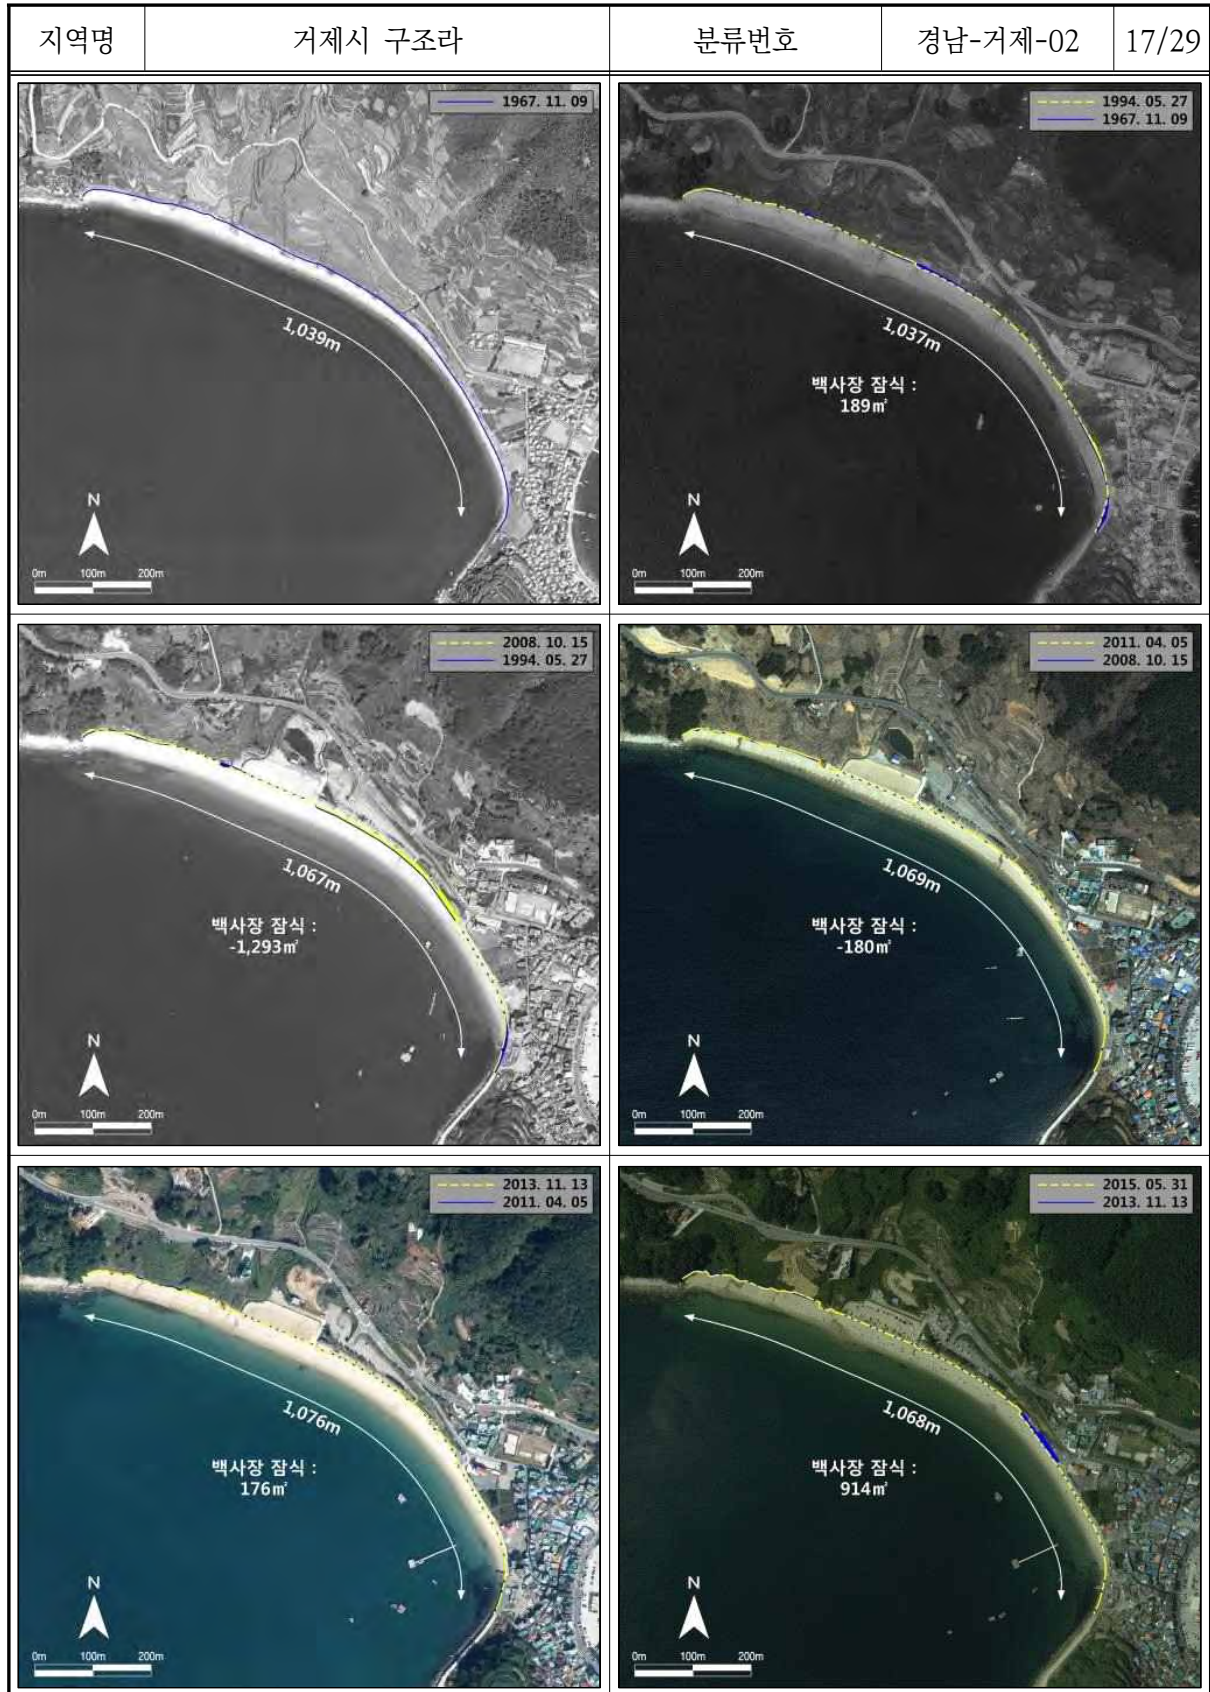 지역명 거제시 구조라 분류번호 경남-거제-02 17/29
1967. 11. 09
1,039m
N
0m 100m 200m
1994. 05. 27
1967. 11. 09
1,037m
백사장 잠식 :
189㎡
N
0m 100m 200m
2008. 10. 15
1994. 05. 27
1,067m
백사장 잠식 :
-1,293㎡
N
0m 100m 200m
2011. 04. 05
2008. 10. 15
1,069m
백사장 잠식 :
-180㎡
N
0m 100m 200m
2013. 11. 13
2011. 04. 05
1,076m
백사장 잠식 :
176㎡
N
0m 100m 200m
2015. 05. 31
2013. 11. 13
1,068m
백사장 잠식 :
914㎡
N
0m 100m 200m